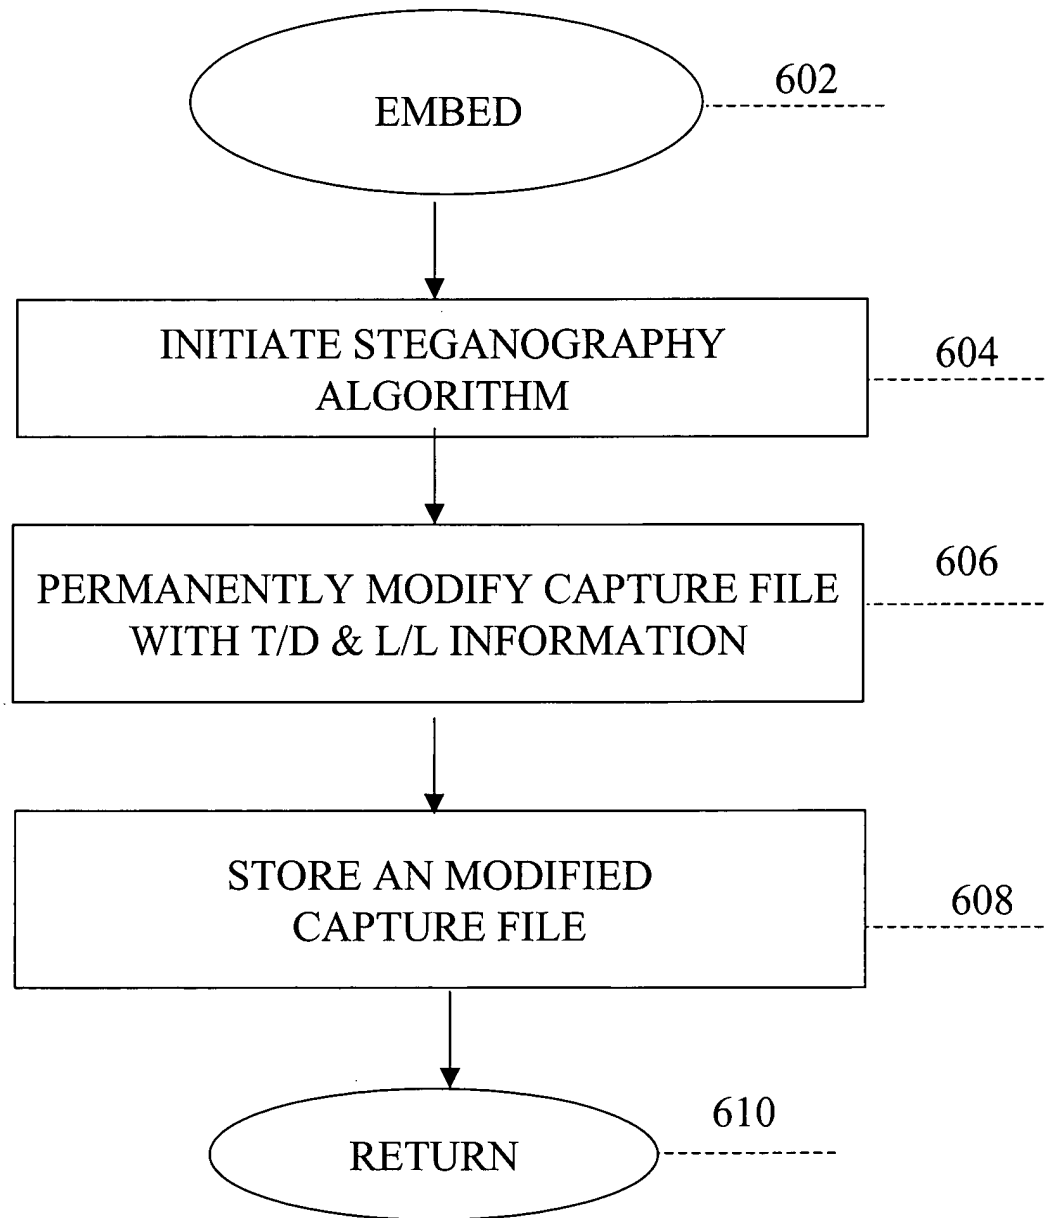 EMBED
602
INITIATE STEGANOGRAPHY
ALGORITHM
604
PERMANENTLY MODIFY CAPTURE FILE
WITH T/D & L/L INFORMATION
606
STORE AN MODIFIED
CAPTURE FILE
608
RETURN
610